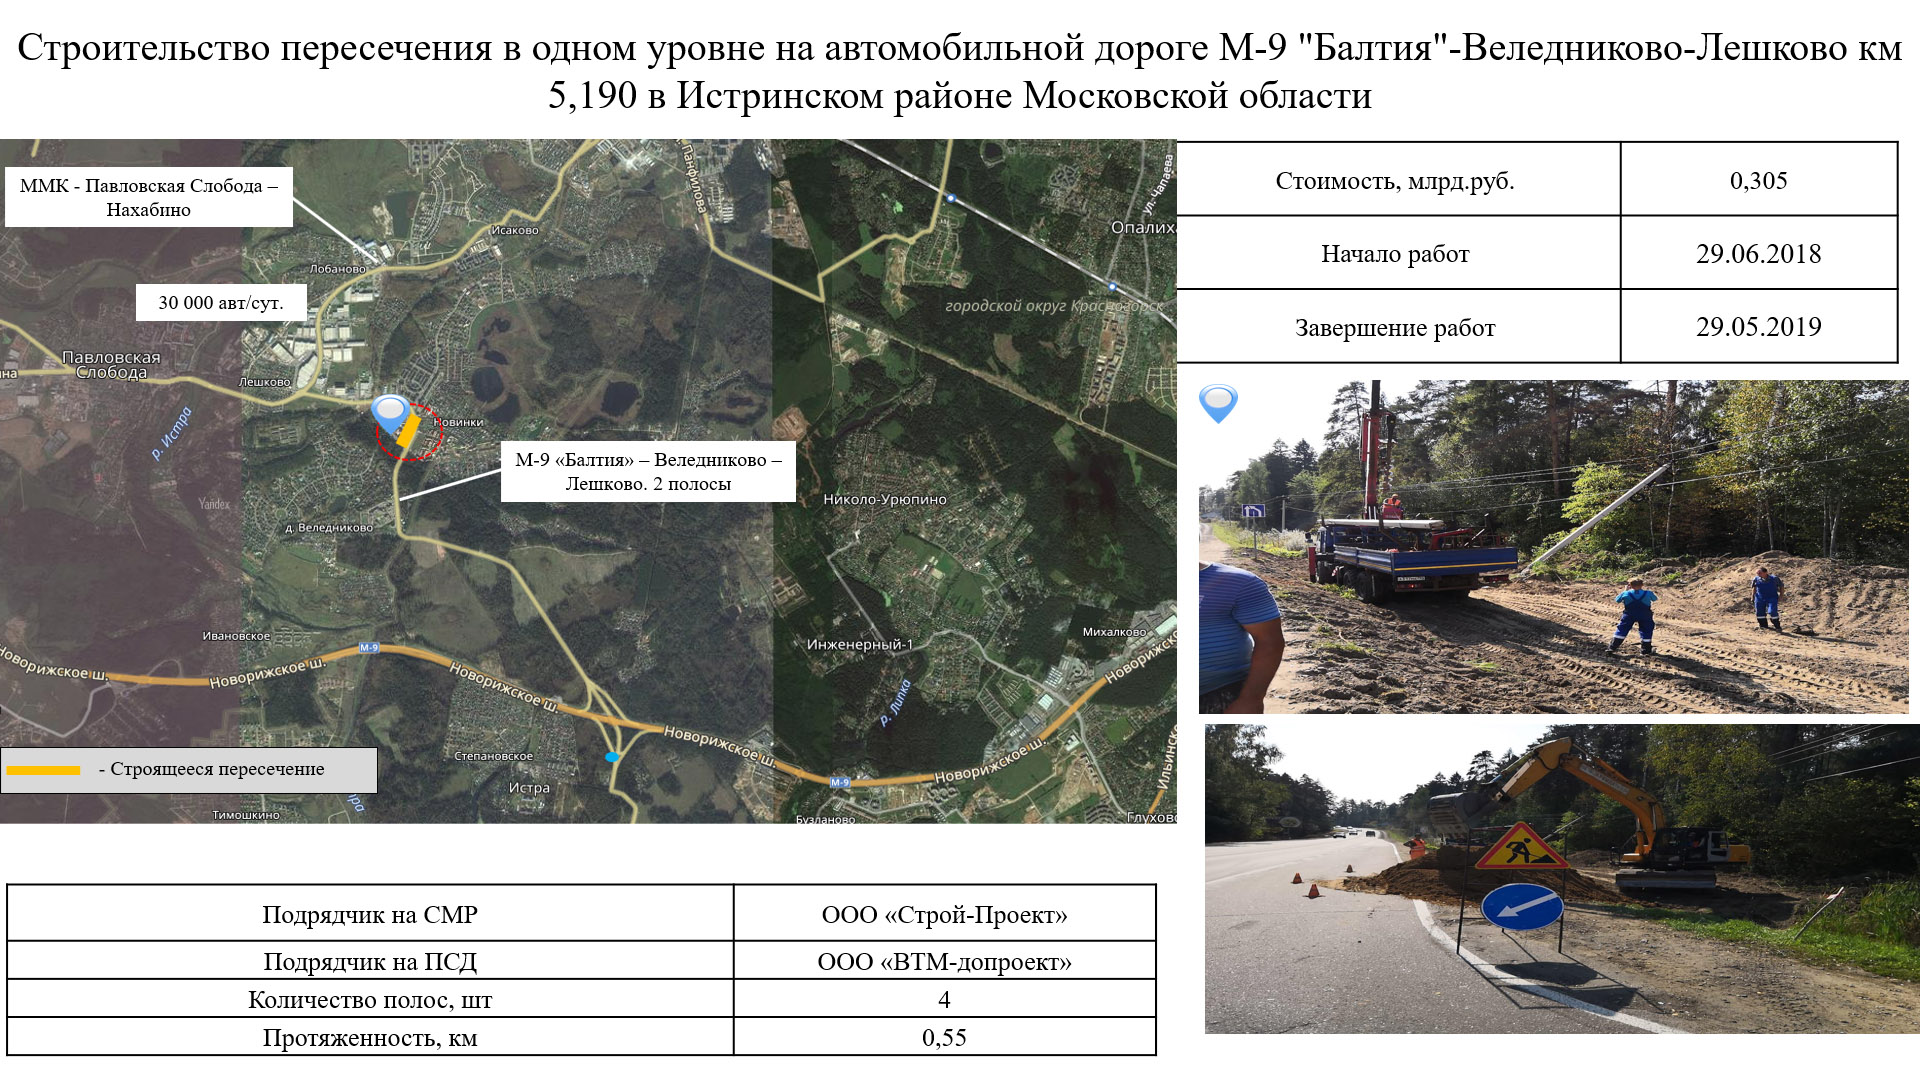 Строительство пересечения в одном уровне на автомобильной дороге М-9 "Балтия"-Веледниково-Лешково км
5,190 в Истринском районе Московской области
ММК - Павловская Слобода –
Нахабино
30 000 авт/сут.
Панфилова
ул. Чапаева
Опалиха
Исаково
Лобаново
городской округ Красногорск
Павловская
Слобода
на
Лешково
р. Истра
Новинки
М-9 «Балтия» – Веледниково –
Лешково. 2 полосы
Yandex
Николо-Урюпино
д. Веледниково
Ивановское
М-9
Инженерный-1
Михалково
Новорижское ш.
Новорижское ш.
Новорижское ш.
Новорижское ш.
Новорижское ш.
Новорижско
р. Липка
Ильинско
М-9
Степановское
Истра
- Строящееся пересечение
тра
Тимошкино
Бузланово
Глухово
Стоимость, млрд.руб. 0,305
Начало работ 29.06.2018
Завершение работ 29.05.2019
Подрядчик на СМР ООО «Строй-Проект»
Подрядчик на ПСД ООО «ВТМ-допроект»
Количество полос, шт 4
Протяженность, км 0,55